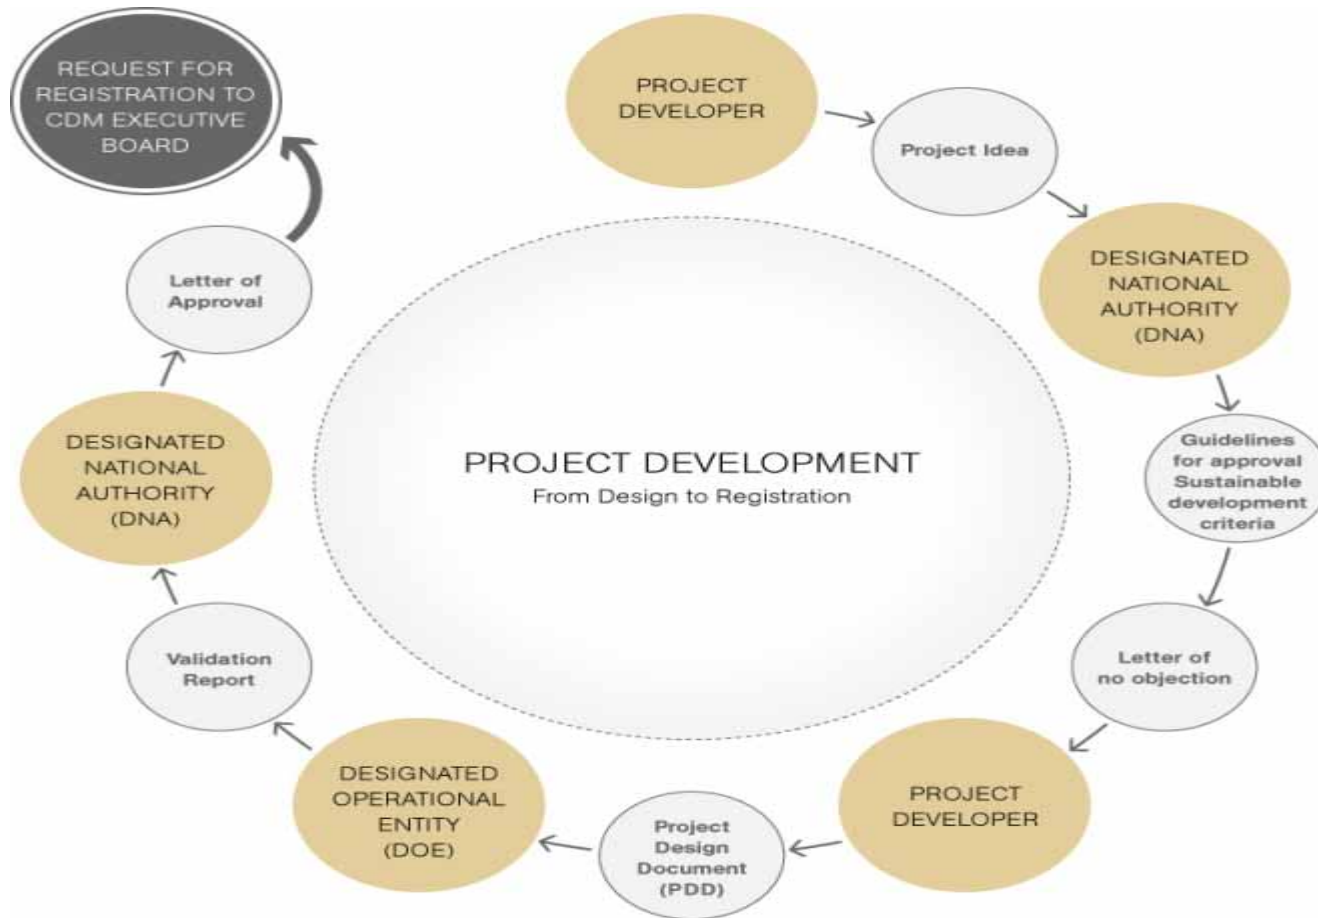 REQUEST FOR
REGISTRATION TO
CDM EXECUTIVE
BOARD
PROJECT
DEVELOPER
Project Idea
DESIGNATED
NATIONAL
AUTHORITY
(DNA)
Guidelines
for approval
Sustainable
development
criteria
Letter of
no objection
PROJECT
DEVELOPER
Project
Design
Document
(PDD)
DESIGNATED
OPERATIONAL
ENTITY
(DOE)
Validation
Report
DESIGNATED
NATIONAL
AUTHORITY
(DNA)
Letter of
Approval
PROJECT DEVELOPMENT
From Design to Registration